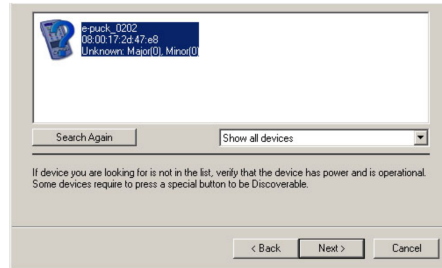 e-puck_0202
08:00:17:2d:47:e8
Unknown: Major(0), Minor(0)
Search Again
Show all devices
If device you are looking for is not in the list, verify that the device has power and is operational.
Some devices require to press a special button to be Discoverable.
< Back
Next >
Cancel